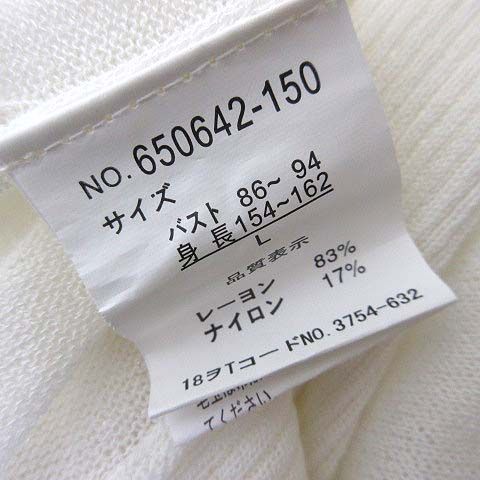 NO.650642-150
サイズ
バスト 86~ 94
身 長154~162
L
品質表示
レーヨン 83%
ナイロン 17%
18ヲTコードNO. 3754-632
てください